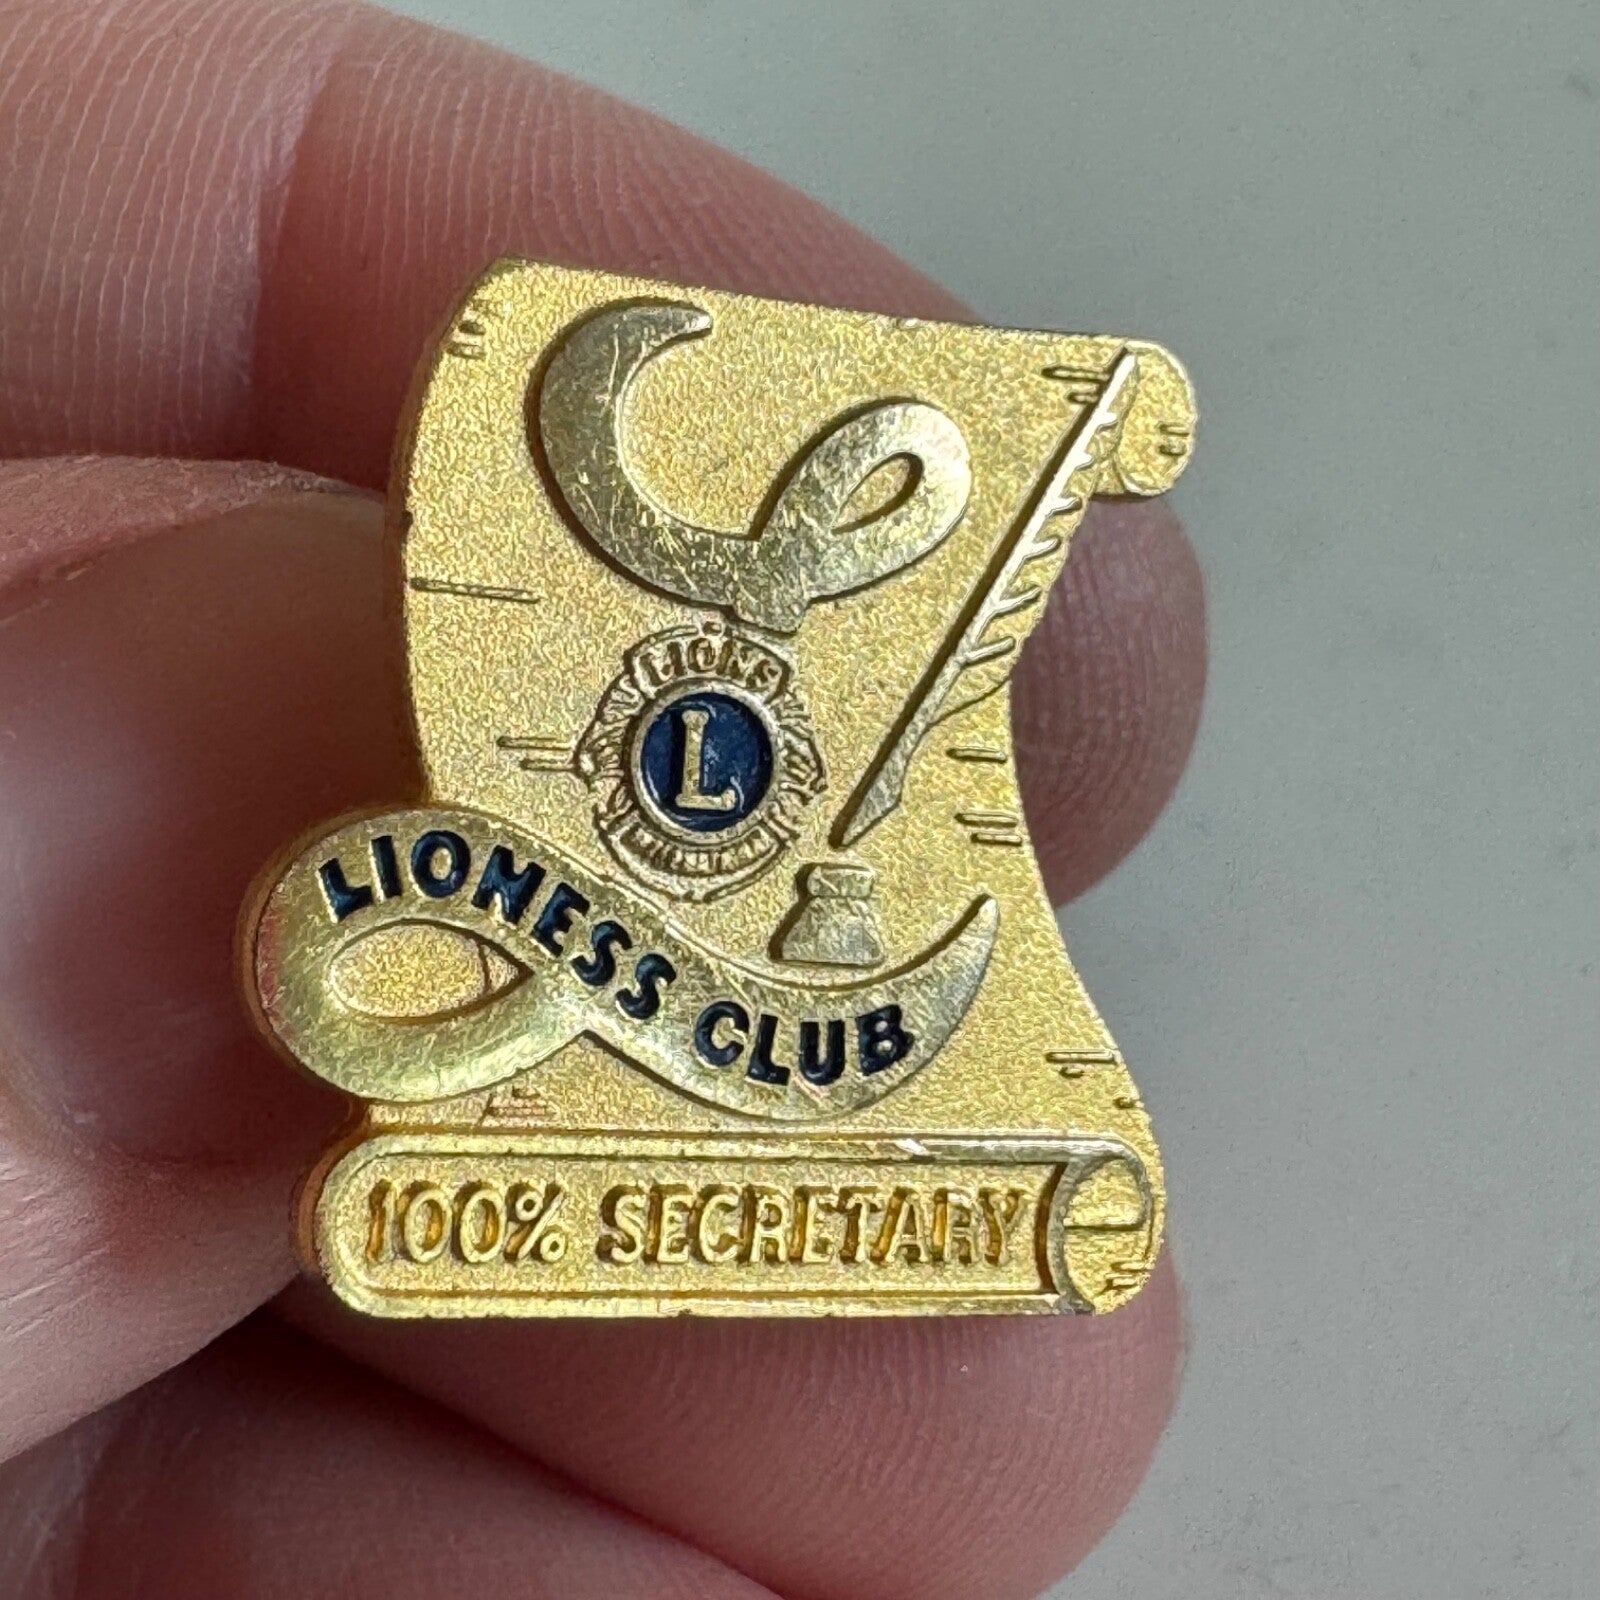 LIONS
L
LIONESS CLUB
100% SECRETARY